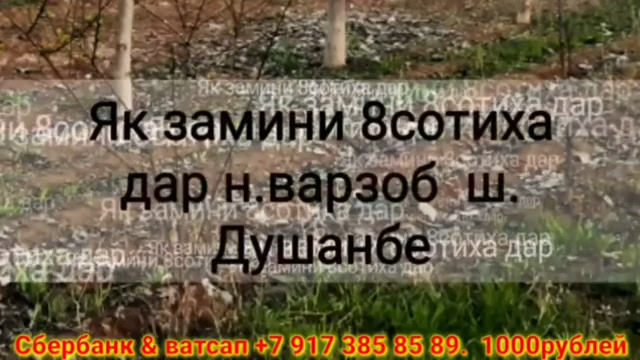 Як замини 8сотиха
дар н.варзоб ш.
Душанбе
Сбербанк & ватсап +7 917 385 85 89. 1000рублей